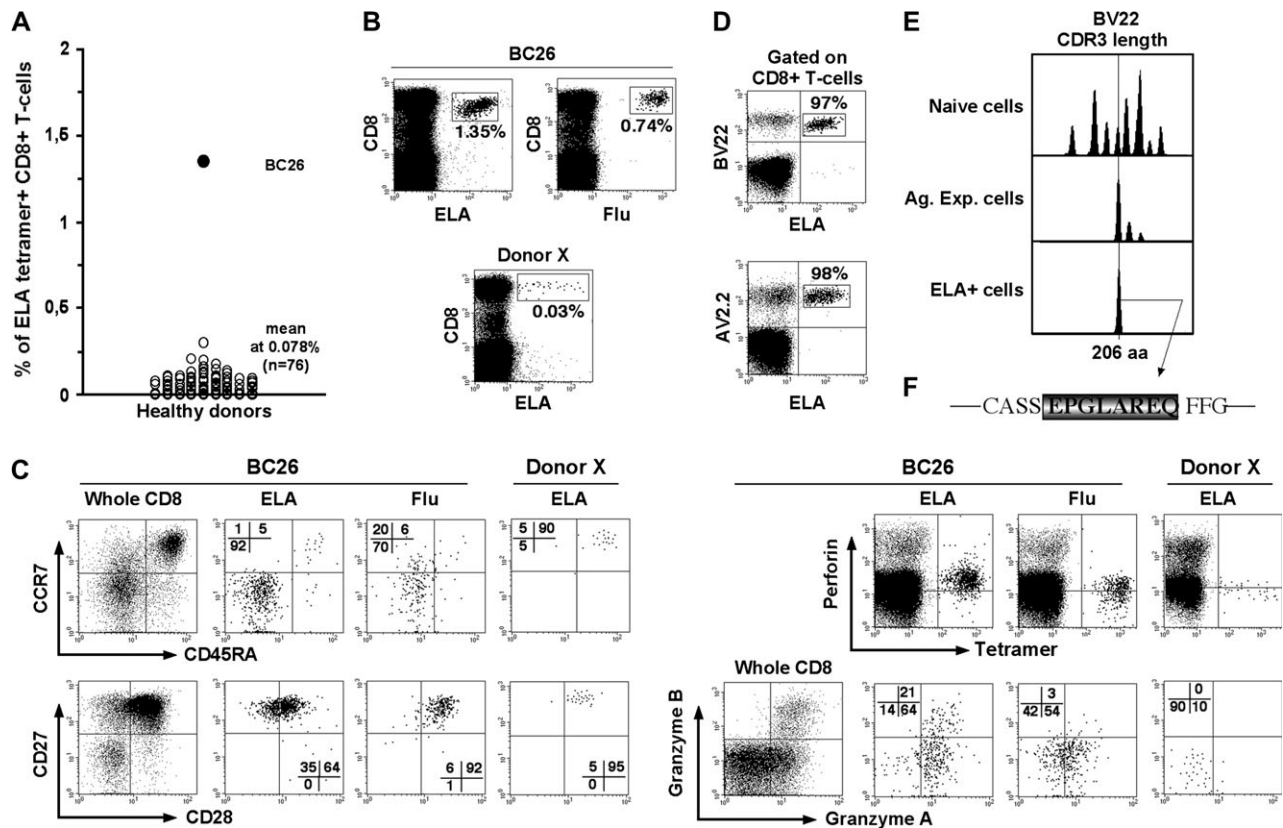 A
% of ELA tetramer+ CD8+ T-cells
2
1,5
1
0,5
0
BC26
mean
at 0.078%
(n=76)
Healthy donors
B
BC26
CD8
1.35%
ELA
CD8
0.74%
Flu
Donor X
CD8
0.03%
ELA
D
Gated on
CD8+ T-cells
97%
BV22
ELA
98%
AV2.2
ELA
E
BV22
CDR3 length
Naive cells
Ag. Exp. cells
ELA+ cells
206 aa
F
CASS EPGLAREQ FFG
C
BC26
Donor X
Whole CD8
ELA
Flu
ELA
CCR7
1 5
92
20 6
70
5 90
5
CD45RA
CD27
35 64
0
6 92
1
5 95
0
CD28
BC26
Donor X
ELA
Flu
ELA
Perforin
Tetramer
Whole CD8
Granzyme B
21
14 64
3
42 54
0
90 10
Granzyme A